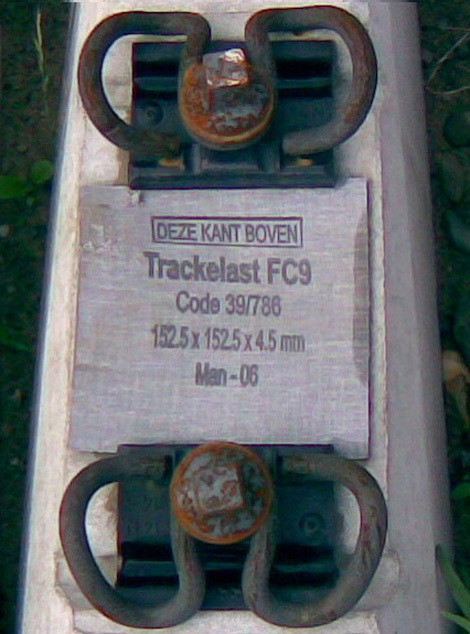 DEZE KANT BOVEN
Trackelast FC9
Code 39/786
152.5 x 152.5 x 4.5 mm
Man - 06